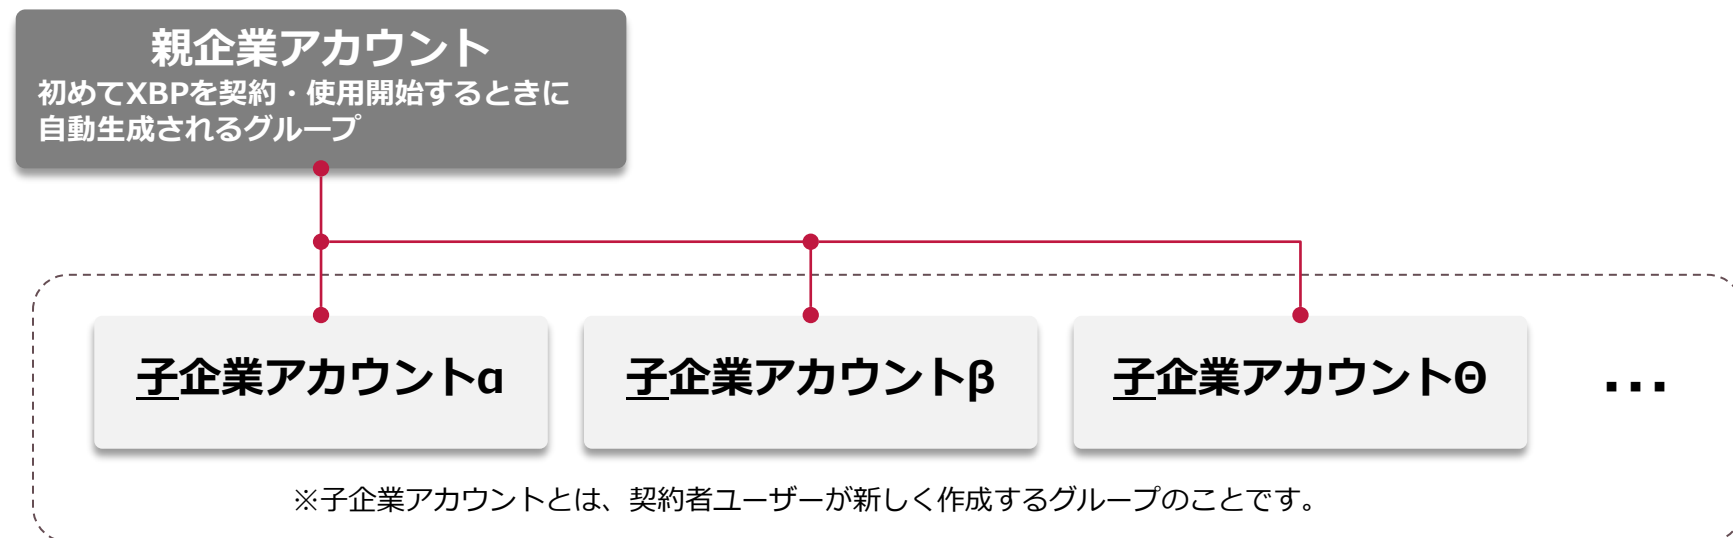 親企業アカウント
初めてXBPを契約・使用開始するときに
自動生成されるグループ
子企業アカウントα
子企業アカウントβ
子企業アカウントΘ
...
※子企業アカウントとは、契約者ユーザーが新しく作成するグループのことです。